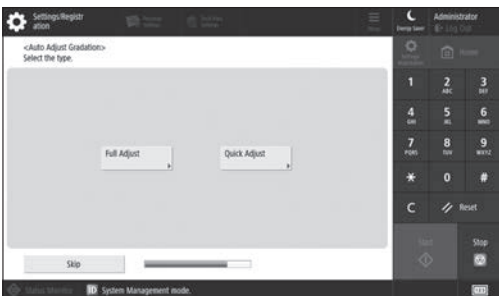 Settings/Registr
ation
Energy Saver
Administrator
Log Out
<Auto Adjust Gradation>
Select the type.
Home
1
2
ABC
3
DEF
4
GHI
5
JKL
6
MNO
Full Adjust
Quick Adjust
7
PQRS
8
TUV
9
WXYZ
*
0
#
C
Reset
Start
Stop
Skip
Status Monitor
System Management mode.